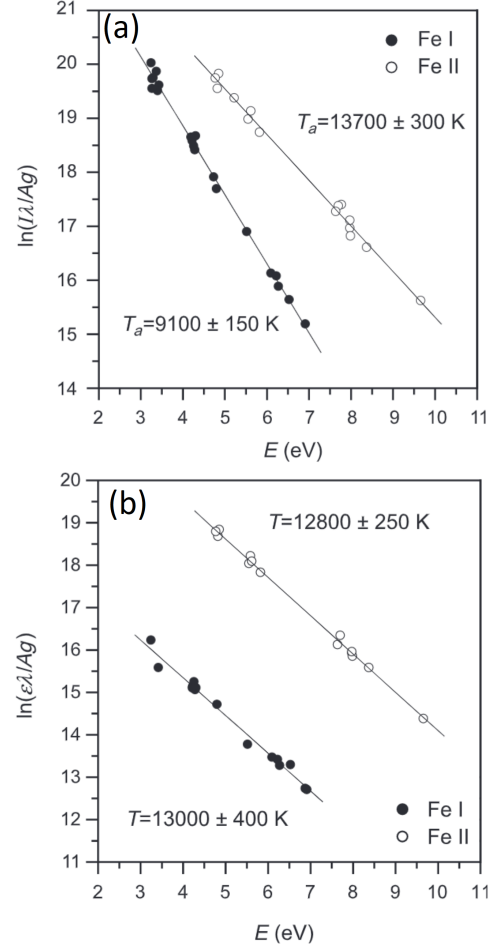 (a)
Fe I
Fe II
Ta=13700 ± 300 K
Ta=9100 ± 150 K
ln(Iλ/Ag)
21
20
19
18
17
16
15
14
2 3 4 5 6 7 8 9 10 11
E (eV)
(b)
T=12800 ± 250 K
T=13000 ± 400 K
Fe I
Fe II
ln(ελ/Ag)
20
19
18
17
16
15
14
13
12
11
2 3 4 5 6 7 8 9 10 11
E (eV)